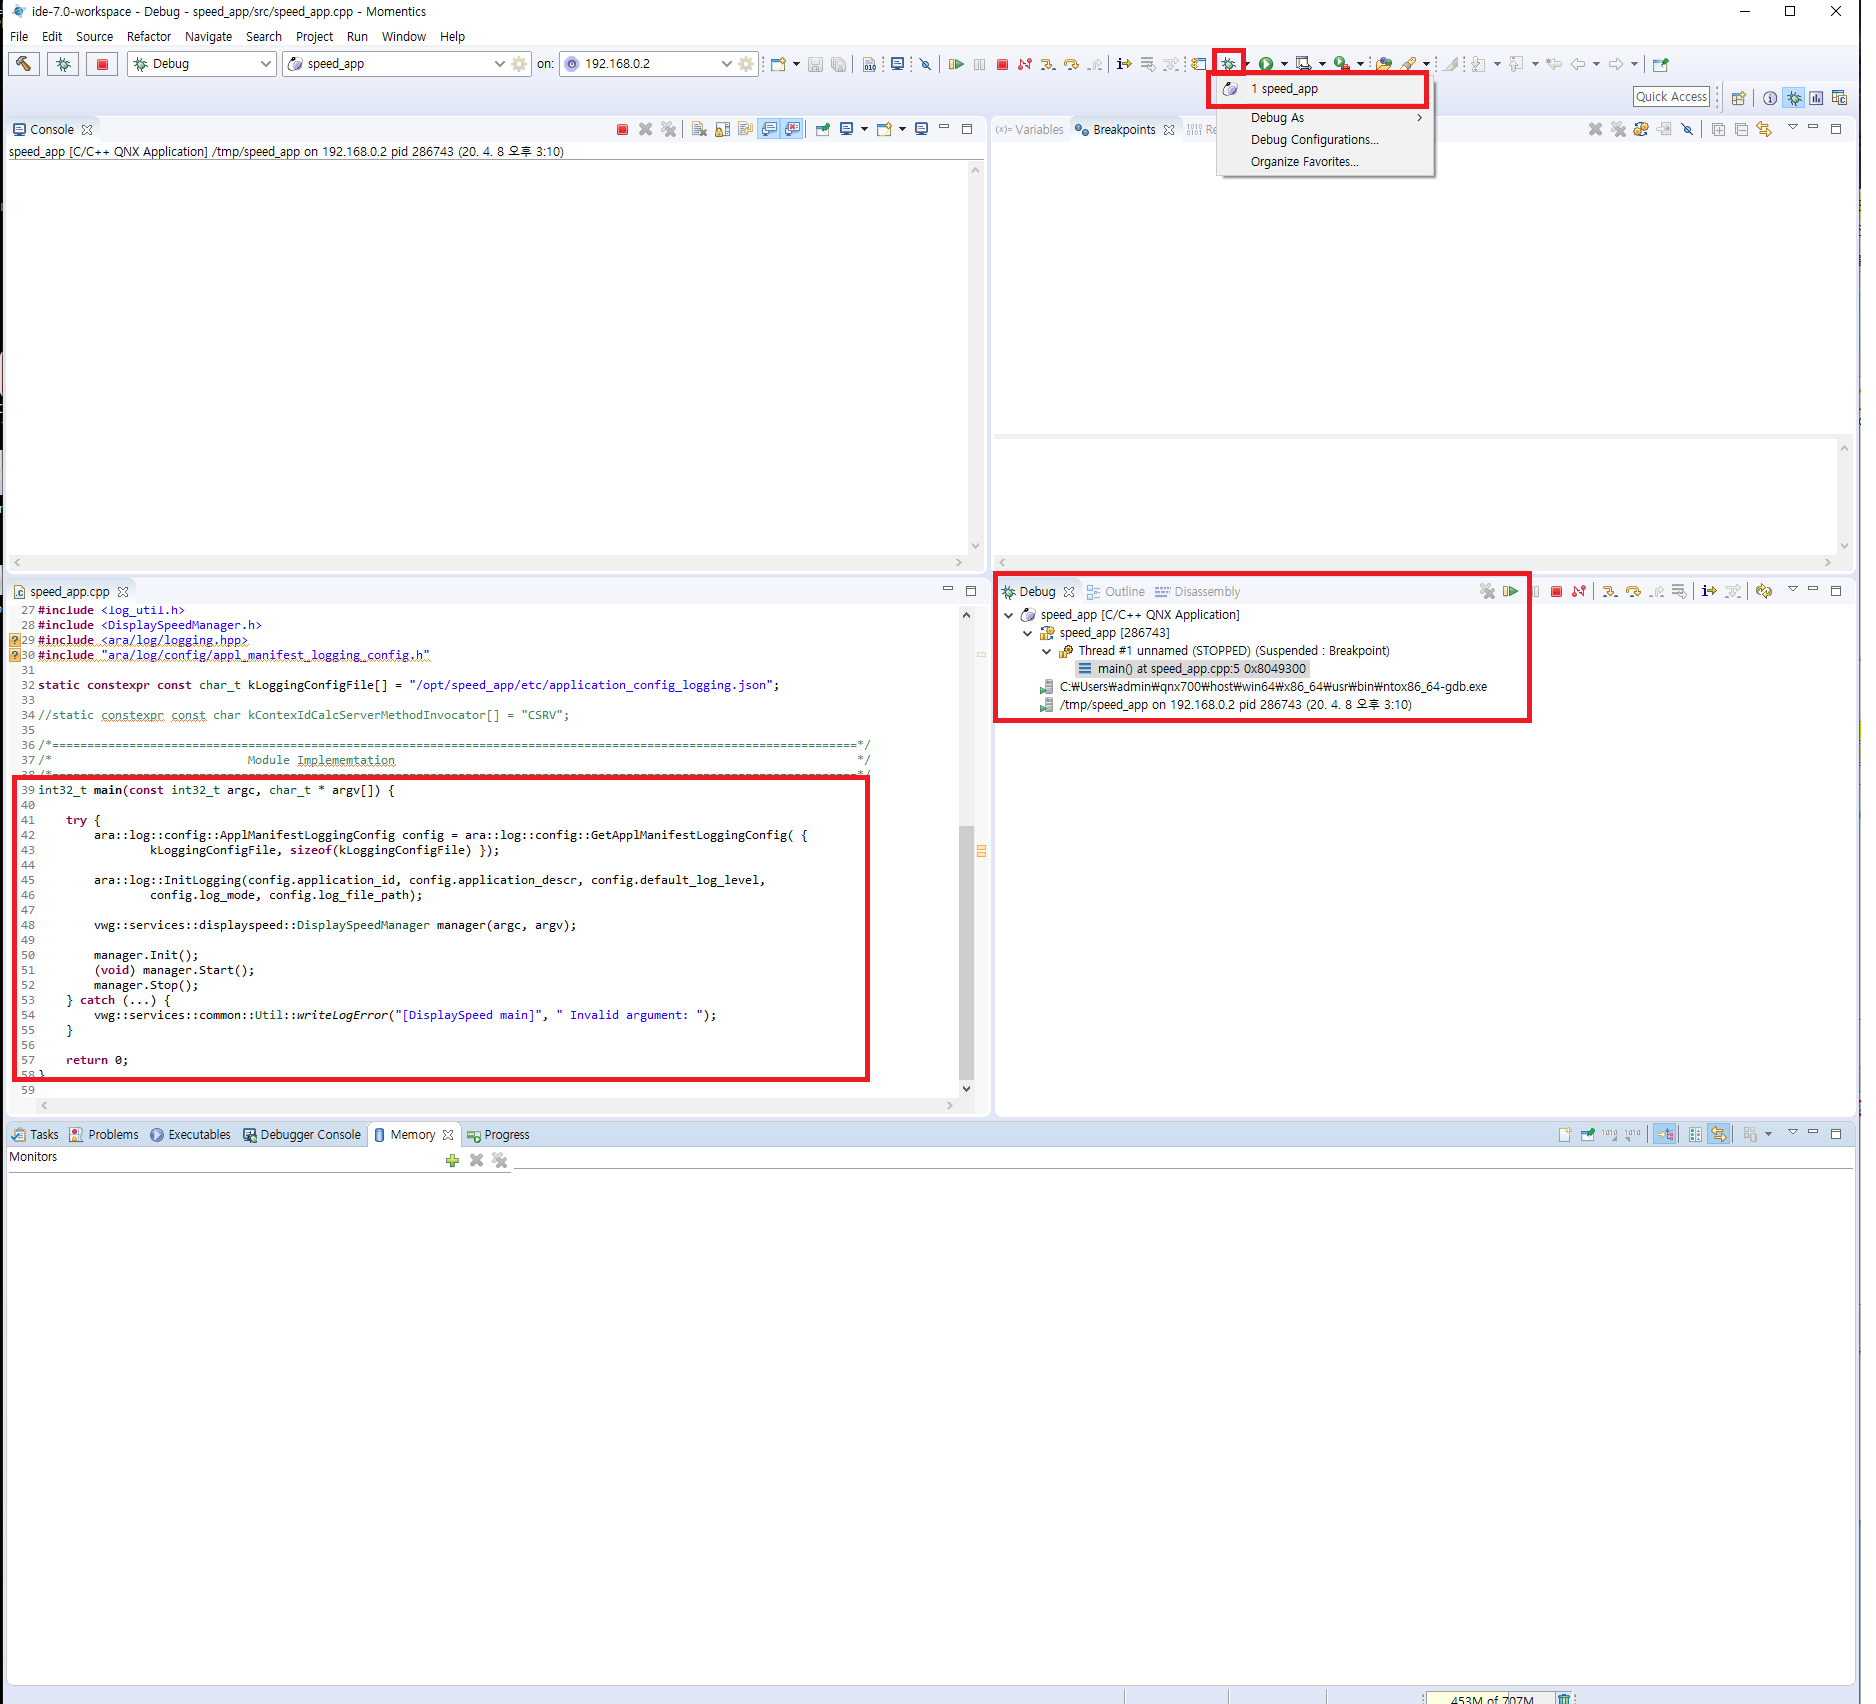 ide-7.0-workspace - Debug - speed_app/src/speed_app.cpp - Momentics
File Edit Source Refactor Navigate Search Project Run Window Help
Debug speed_app on: 192.168.0.2
1 speed_app
Debug As
Debug Configurations...
Organize Favorites...
Quick Access
Console
speed_app [C/C++ QNX Application] /tmp/speed_app on 192.168.0.2 pid 286743 (20. 4. 8 오후 3:10)
(x)= Variables Breakpoints Re
speed_app.cpp
27 #include <log_util.h>
28 #include <DisplaySpeedManager.h>
29 #include <ara/log/logging.hpp>
30 #include "ara/log/config/appl_manifest_logging_config.h"
31
32 static constexpr const char_t kLoggingConfigFile[] = "/opt/speed_app/etc/application_config_logging.json";
33
34 //static constexpr const char kContexIdCalcServerMethodInvocator[] = "CSRV";
35
36 /*===================================================================================================================*/
37 /* Module Implememtation */
38 /*===================================================================================================================*/
39 int32_t main(const int32_t argc, char_t * argv[]) {
40
41 try {
42 ara::log::config::ApplManifestLoggingConfig config = ara::log::config::GetApplManifestLoggingConfig( {
43 kLoggingConfigFile, sizeof(kLoggingConfigFile) });
44
45 ara::log::InitLogging(config.application_id, config.application_descr, config.default_log_level,
46 config.log_mode, config.log_file_path);
47
48 vwg::services::displayspeed::DisplaySpeedManager manager(argc, argv);
49
50 manager.Init();
51 (void) manager.Start();
52 manager.Stop();
53 } catch (...) {
54 vwg::services::common::Util::writeLogError("[DisplaySpeed main]", " Invalid argument: ");
55 }
56
57 return 0;
58 }
59
Debug Outline Disassembly
speed_app [C/C++ QNX Application]
speed_app [286743]
Thread #1 unnamed (STOPPED) (Suspended : Breakpoint)
main() at speed_app.cpp:5 0x8049300
C:₩Users₩admin₩qnx700₩host₩win64₩x86_64₩usr₩bin₩ntox86_64-gdb.exe
/tmp/speed_app on 192.168.0.2 pid 286743 (20. 4. 8 오후 3:10)
Tasks Problems Executables Debugger Console Memory Progress
Monitors
453M of 707M